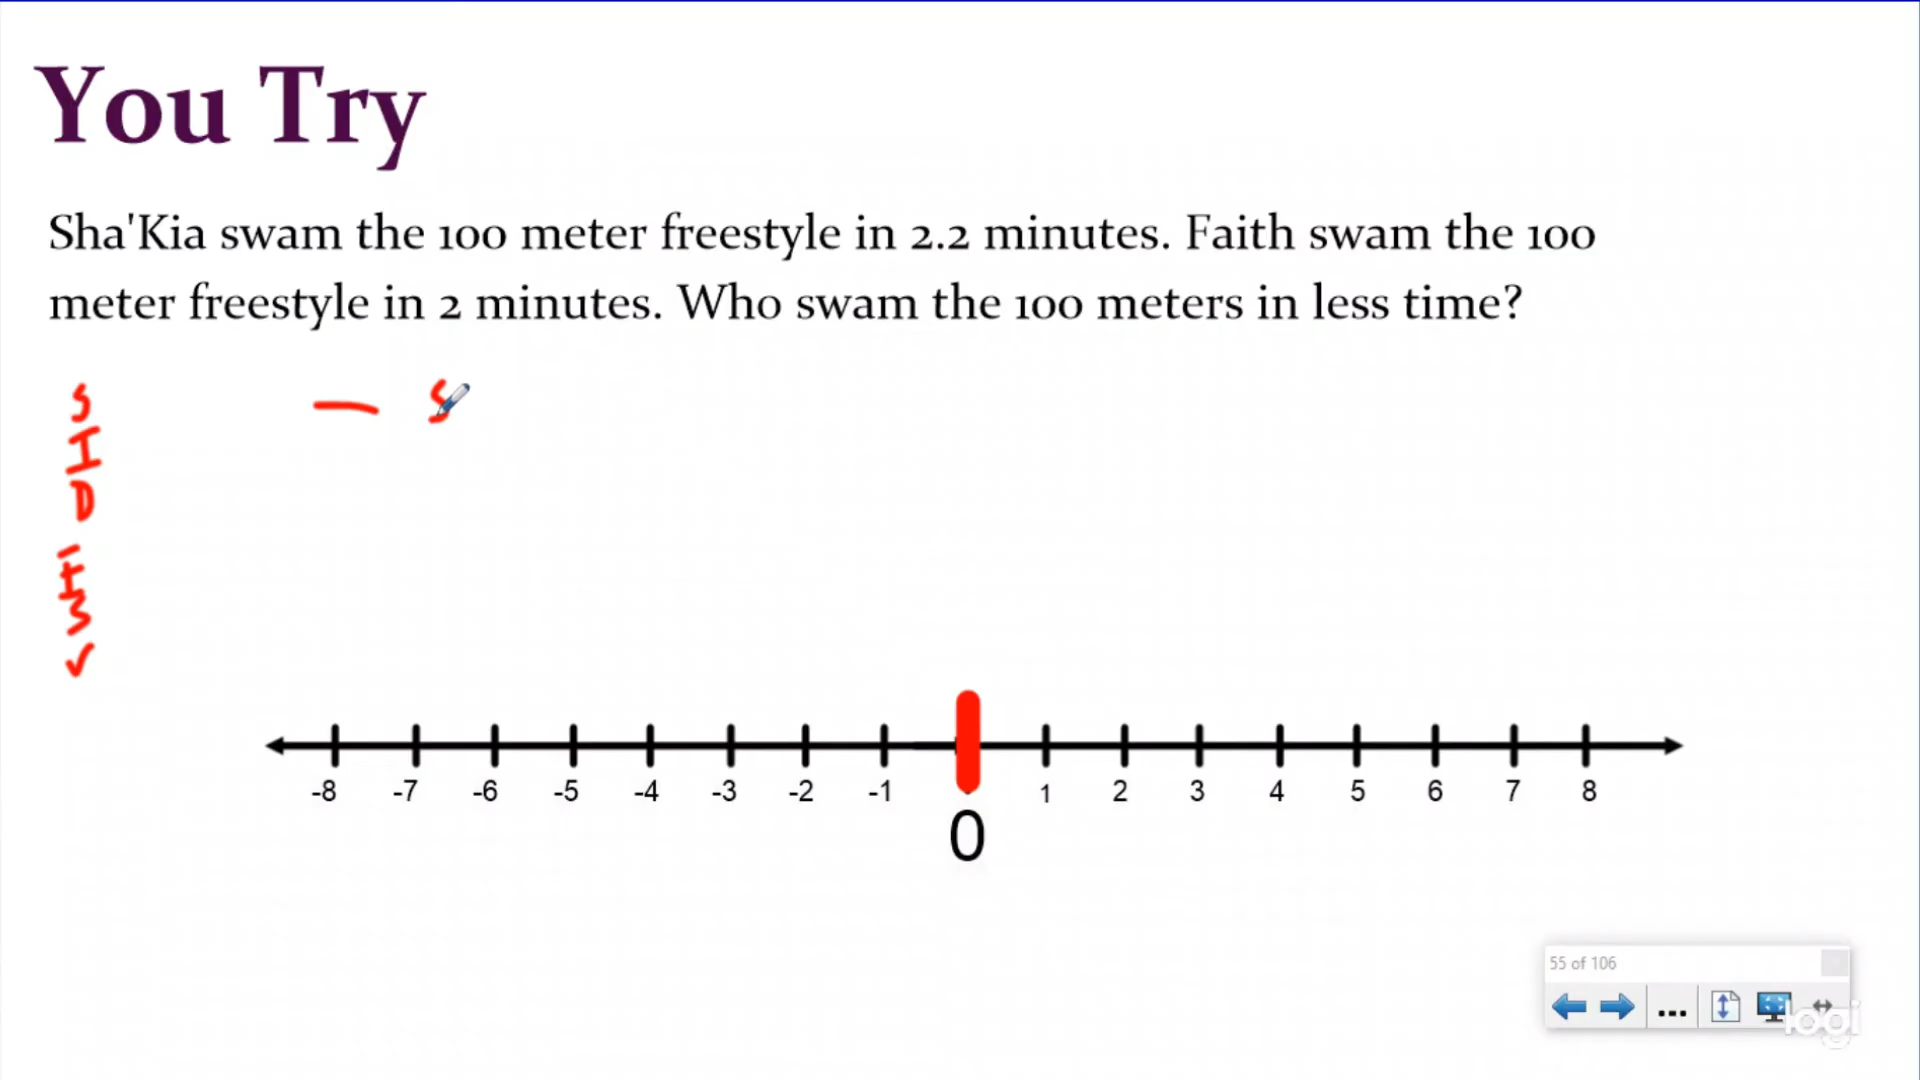 You Try
Sha'Kia swam the 100 meter freestyle in 2.2 minutes. Faith swam the 100
meter freestyle in 2 minutes. Who swam the 100 meters in less time?
S — S
I
D
✓
-8 -7 -6 -5 -4 -3 -2 -1 1 2 3 4 5 6 7 8
0
55 of 106
...
logi